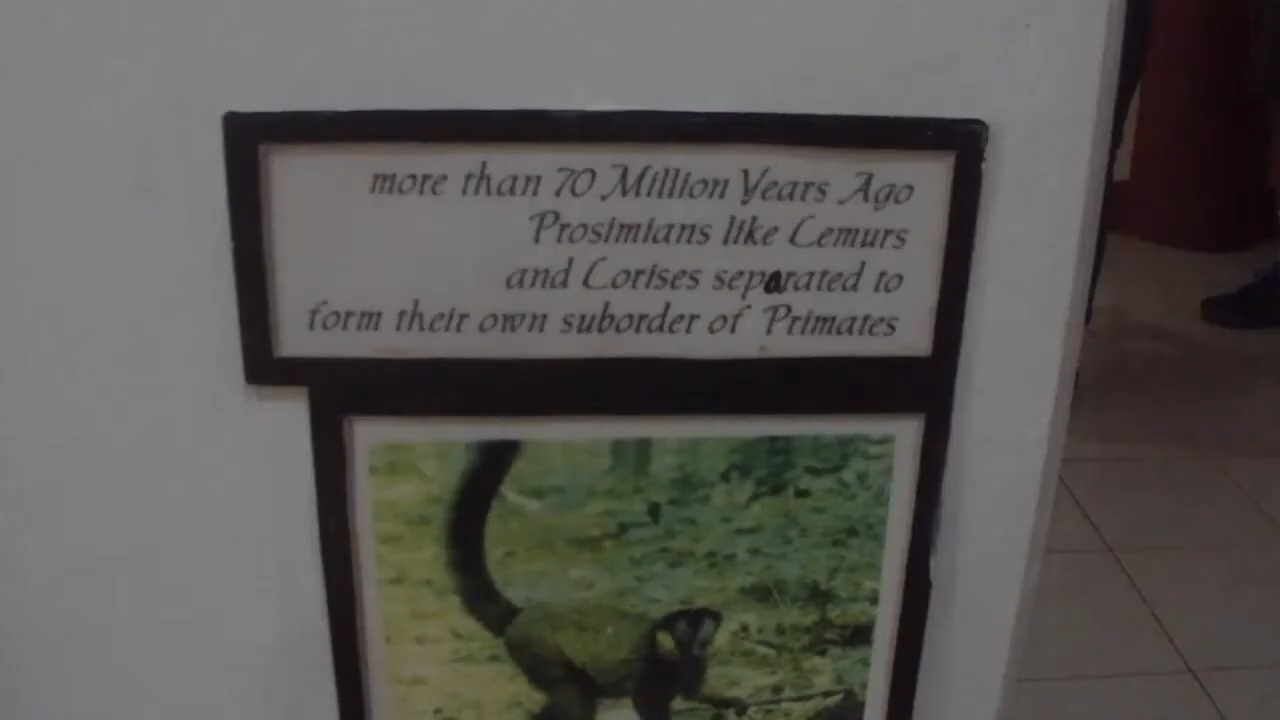 more than 70 Million Years Ago
Prosimians like Lemurs
and Lorises separated to
form their own suborder of Primates